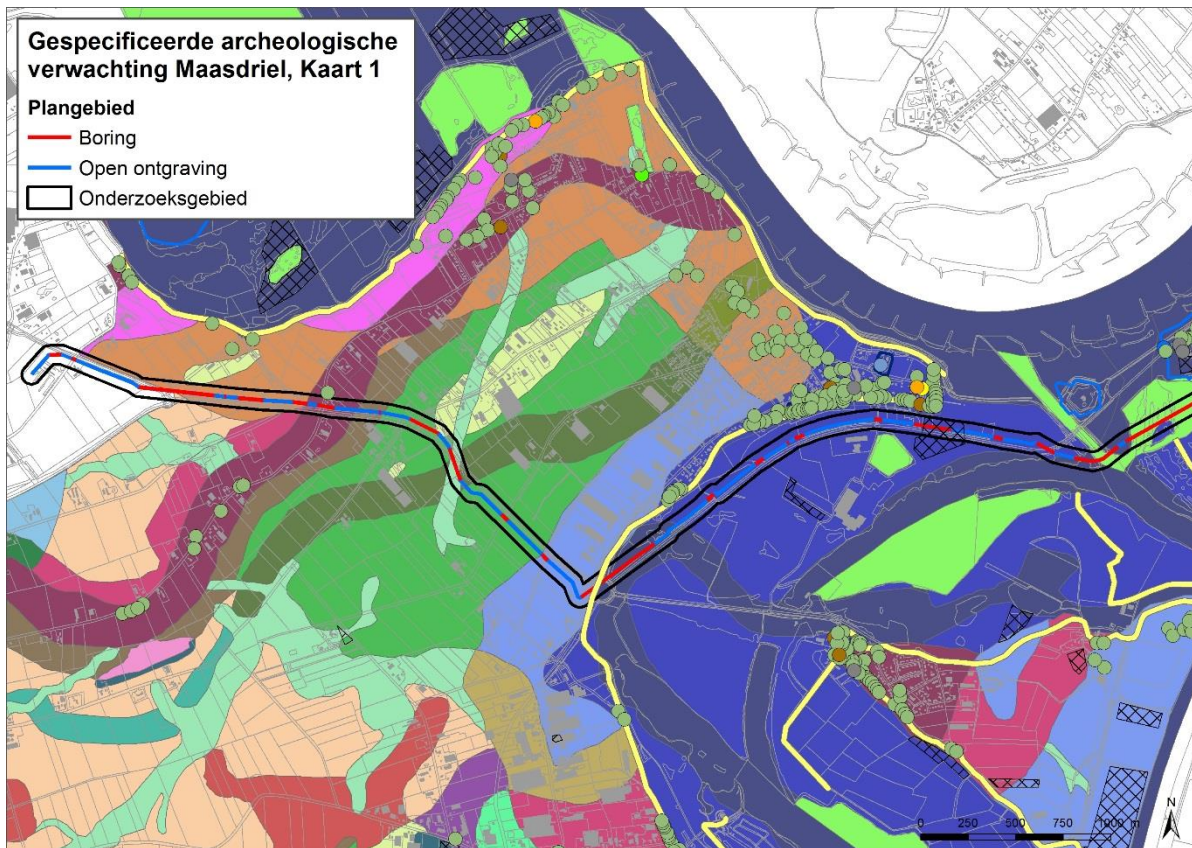 Gespecificeerde archeologische
verwachting Maasdriel, Kaart 1
Plangebied
Boring
Open ontgraving
Onderzoeksgebied
N
0 250 500 750 1000 m